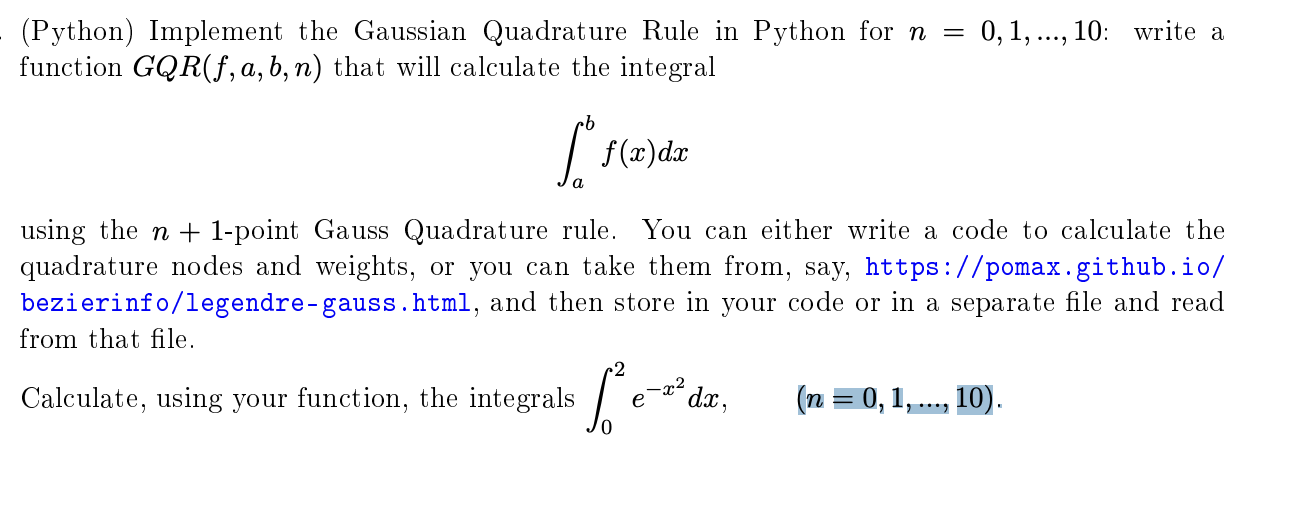 (Python) Implement the Gaussian Quadrature Rule in Python for n = 0, 1, ..., 10: write a
function GQR(f, a, b, n) that will calculate the integral
∫_a^b f(x)dx
using the n + 1-point Gauss Quadrature rule. You can either write a code to calculate the
quadrature nodes and weights, or you can take them from, say, https://pomax.github.io/
bezierinfo/legendre-gauss.html, and then store in your code or in a separate file and read
from that file.
Calculate, using your function, the integrals ∫_0^2 e^{-x^2} dx, (n = 0, 1, ..., 10).